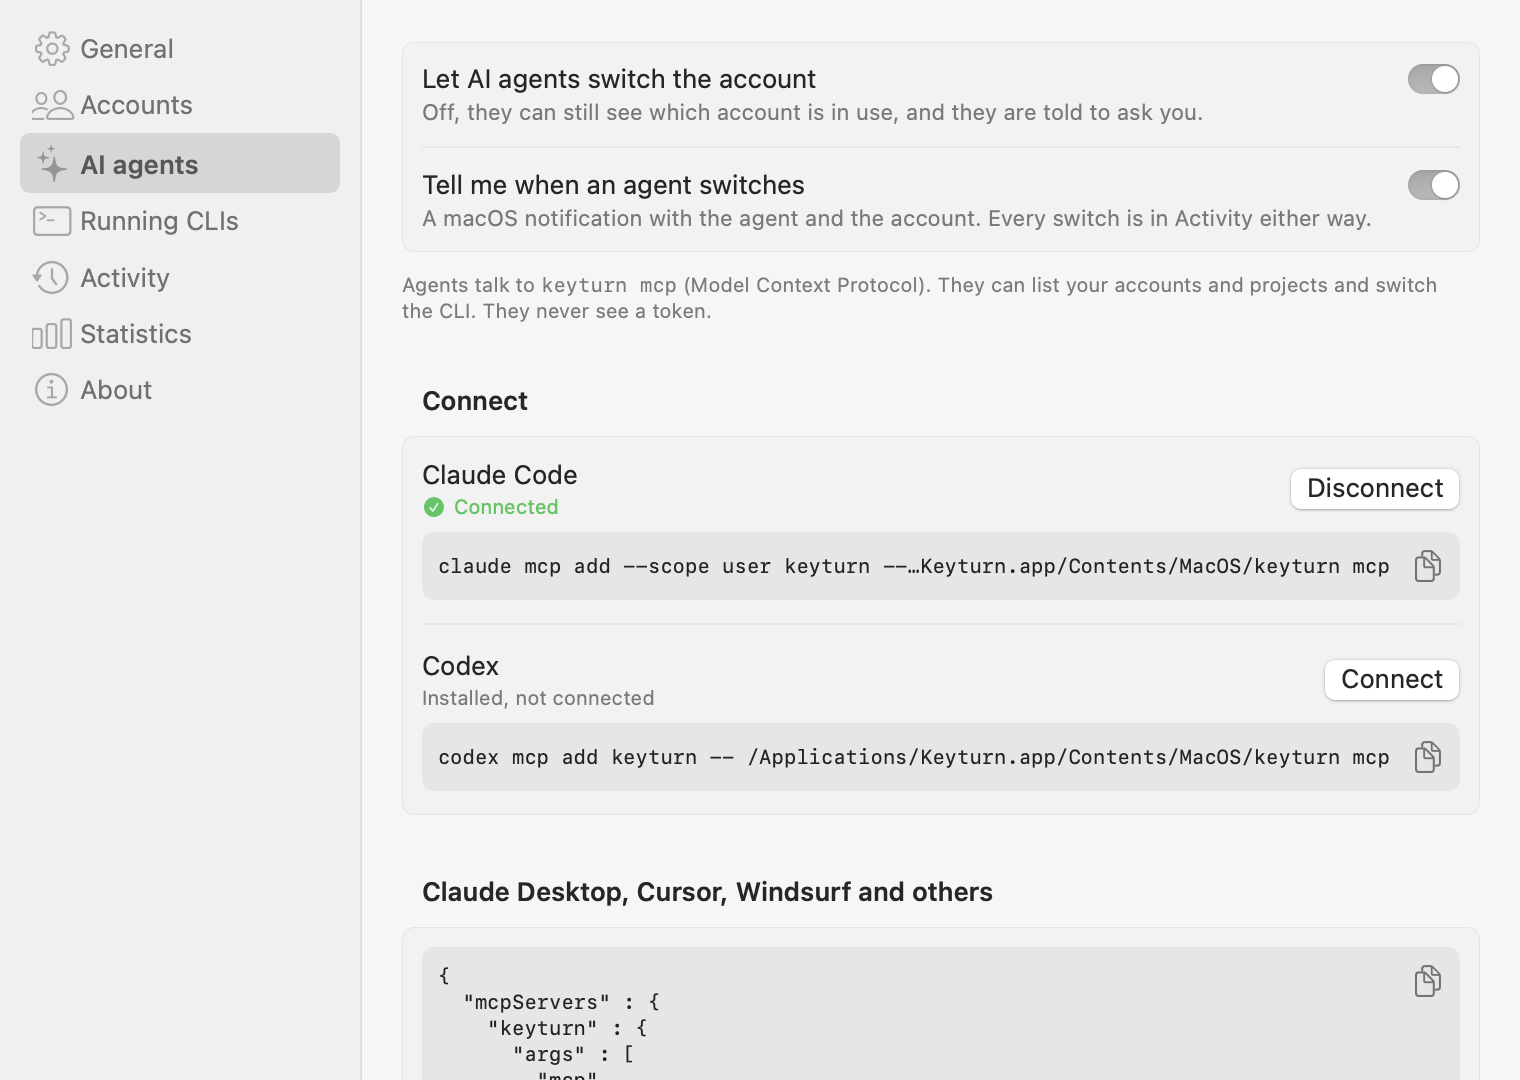 General
Accounts
AI agents
Running CLIs
Activity
Statistics
About
Let AI agents switch the account
Off, they can still see which account is in use, and they are told to ask you.
Tell me when an agent switches
A macOS notification with the agent and the account. Every switch is in Activity either way.
Agents talk to keyturn mcp (Model Context Protocol). They can list your accounts and projects and switch
the CLI. They never see a token.
Connect
Claude Code
Connected
Disconnect
claude mcp add --scope user keyturn --…Keyturn.app/Contents/MacOS/keyturn mcp
Codex
Installed, not connected
Connect
codex mcp add keyturn -- /Applications/Keyturn.app/Contents/MacOS/keyturn mcp
Claude Desktop, Cursor, Windsurf and others
{
  "mcpServers" : {
    "keyturn" : {
      "args" : [
        "mcp"